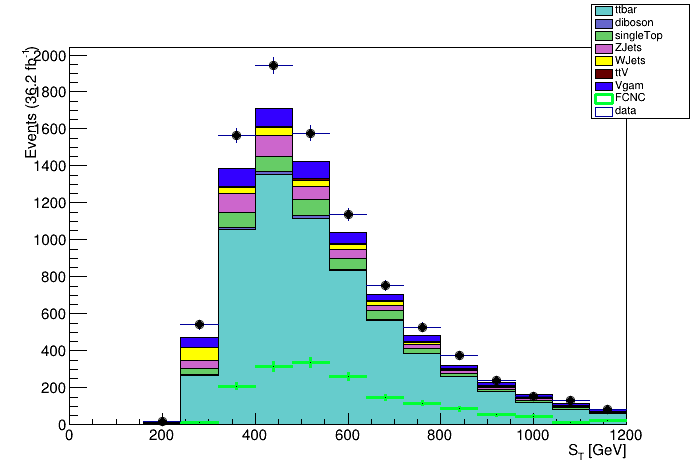 ttbar
diboson
singleTop
ZJets
WJets
ttV
Vgam
FCNC
data
Events (36.2 fb-1)
2000
1800
1600
1400
1200
1000
800
600
400
200
0
0 200 400 600 800 1000 1200
ST [GeV]